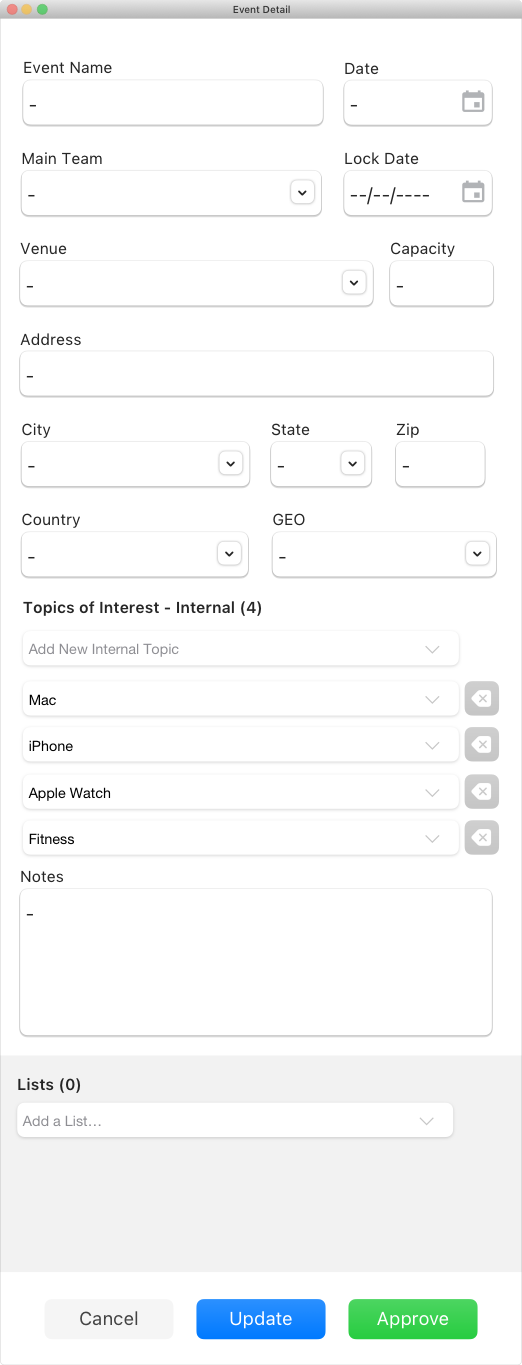 Event Detail
Event Name
Date
-
-
Main Team
Lock Date
-
--/--/----
Venue
Capacity
-
-
Address
-
City
State
Zip
-
-
-
Country
GEO
-
-
Topics of Interest - Internal (4)
Add New Internal Topic
Mac
iPhone
Apple Watch
Fitness
Notes
-
Lists (0)
Add a List...
Cancel
Update
Approve